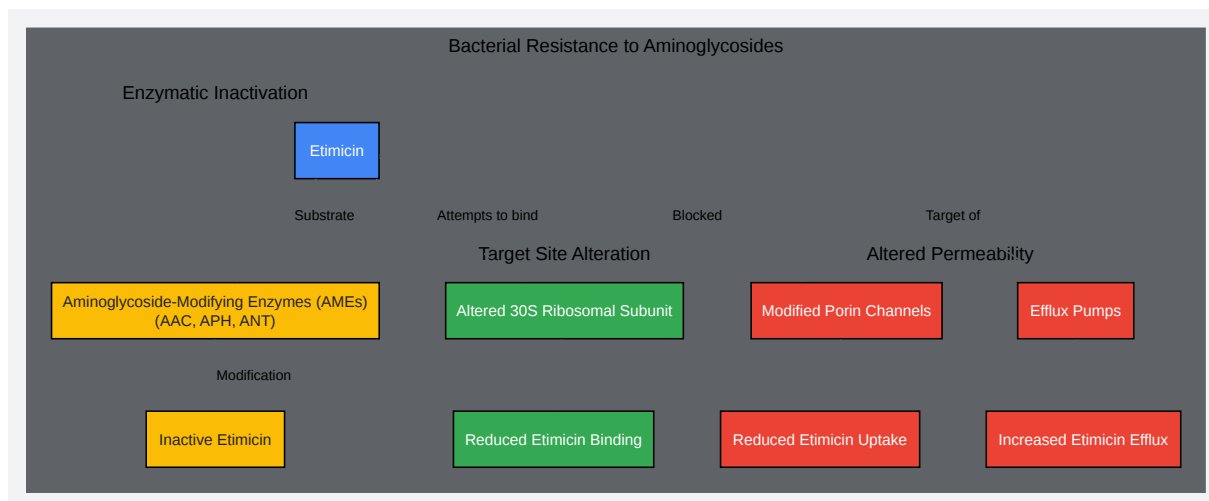 Bacterial Resistance to Aminoglycosides
Enzymatic Inactivation
Etimicin
Substrate
Attempts to bind
Blocked
Target of
Target Site Alteration
Altered Permeability
Aminoglycoside-Modifying Enzymes (AMEs)
(AAC, APH, ANT)
Altered 30S Ribosomal Subunit
Modified Porin Channels
Efflux Pumps
Modification
Inactive Etimicin
Reduced Etimicin Binding
Reduced Etimicin Uptake
Increased Etimicin Efflux